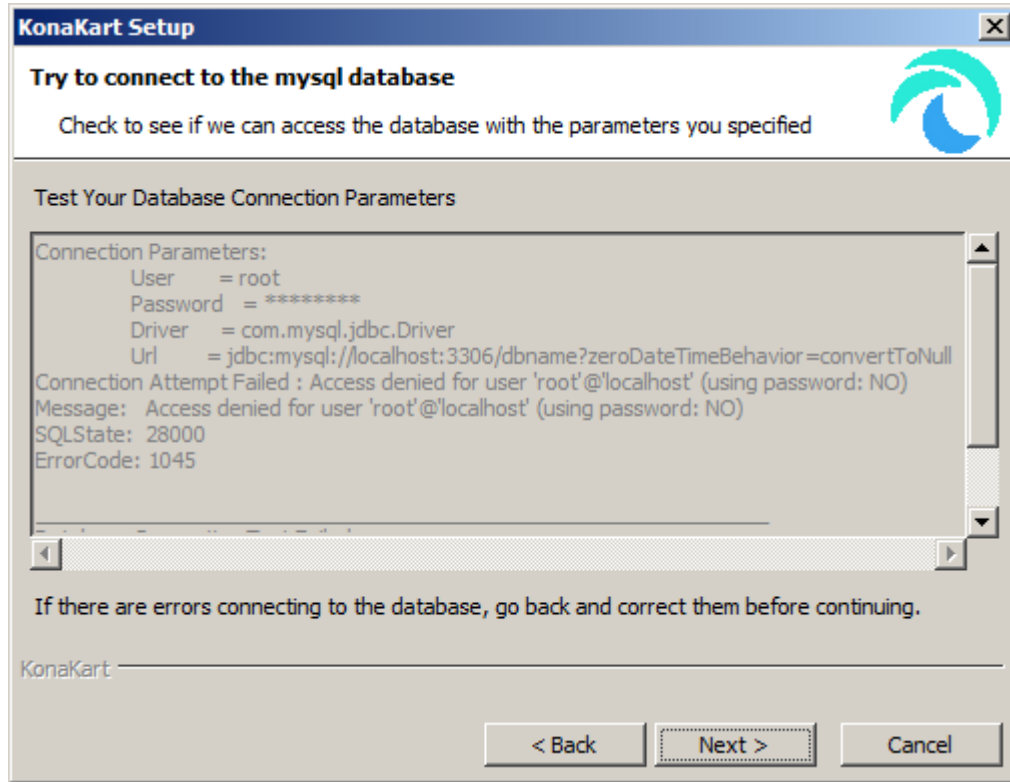 KonaKart Setup
Try to connect to the mysql database
Check to see if we can access the database with the parameters you specified
Test Your Database Connection Parameters
Connection Parameters:
User = root
Password = ********
Driver = com.mysql.jdbc.Driver
Url = jdbc:mysql://localhost:3306/dbname?zeroDateTimeBehavior=convertToNull
Connection Attempt Failed : Access denied for user 'root'@'localhost' (using password: NO)
Message: Access denied for user 'root'@'localhost' (using password: NO)
SQLState: 28000
ErrorCode: 1045
If there are errors connecting to the database, go back and correct them before continuing.
KonaKart
< Back Next > Cancel